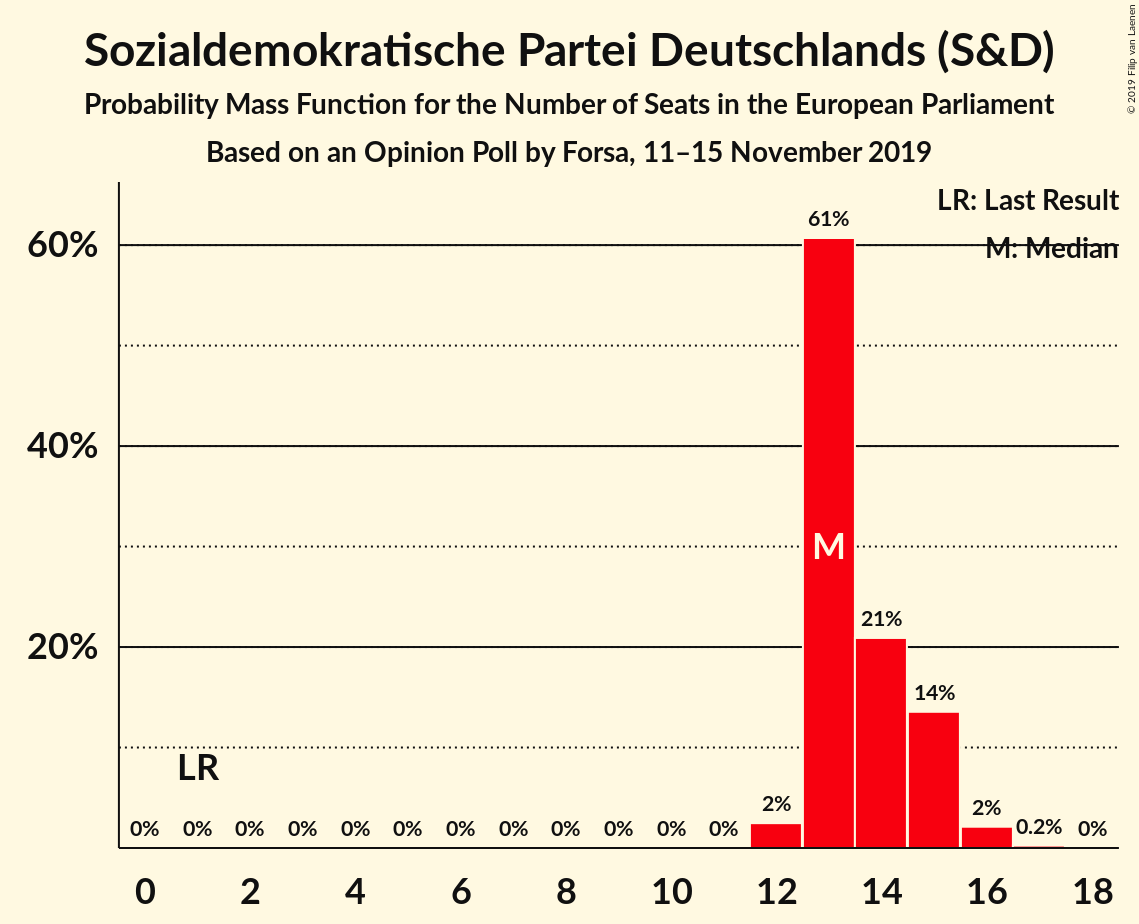 © 2019 Filip van Laenen
Sozialdemokratische Partei Deutschlands (S&D)
Probability Mass Function for the Number of Seats in the European Parliament
Based on an Opinion Poll by Forsa, 11–15 November 2019
LR: Last Result
M: Median
61%
60%
40%
M
21%
20%
14%
LR
2%
2%
0% 0% 0% 0% 0% 0% 0% 0% 0% 0% 0% 0% 0.2% 0%
0 2 4 6 8 10 12 14 16 18